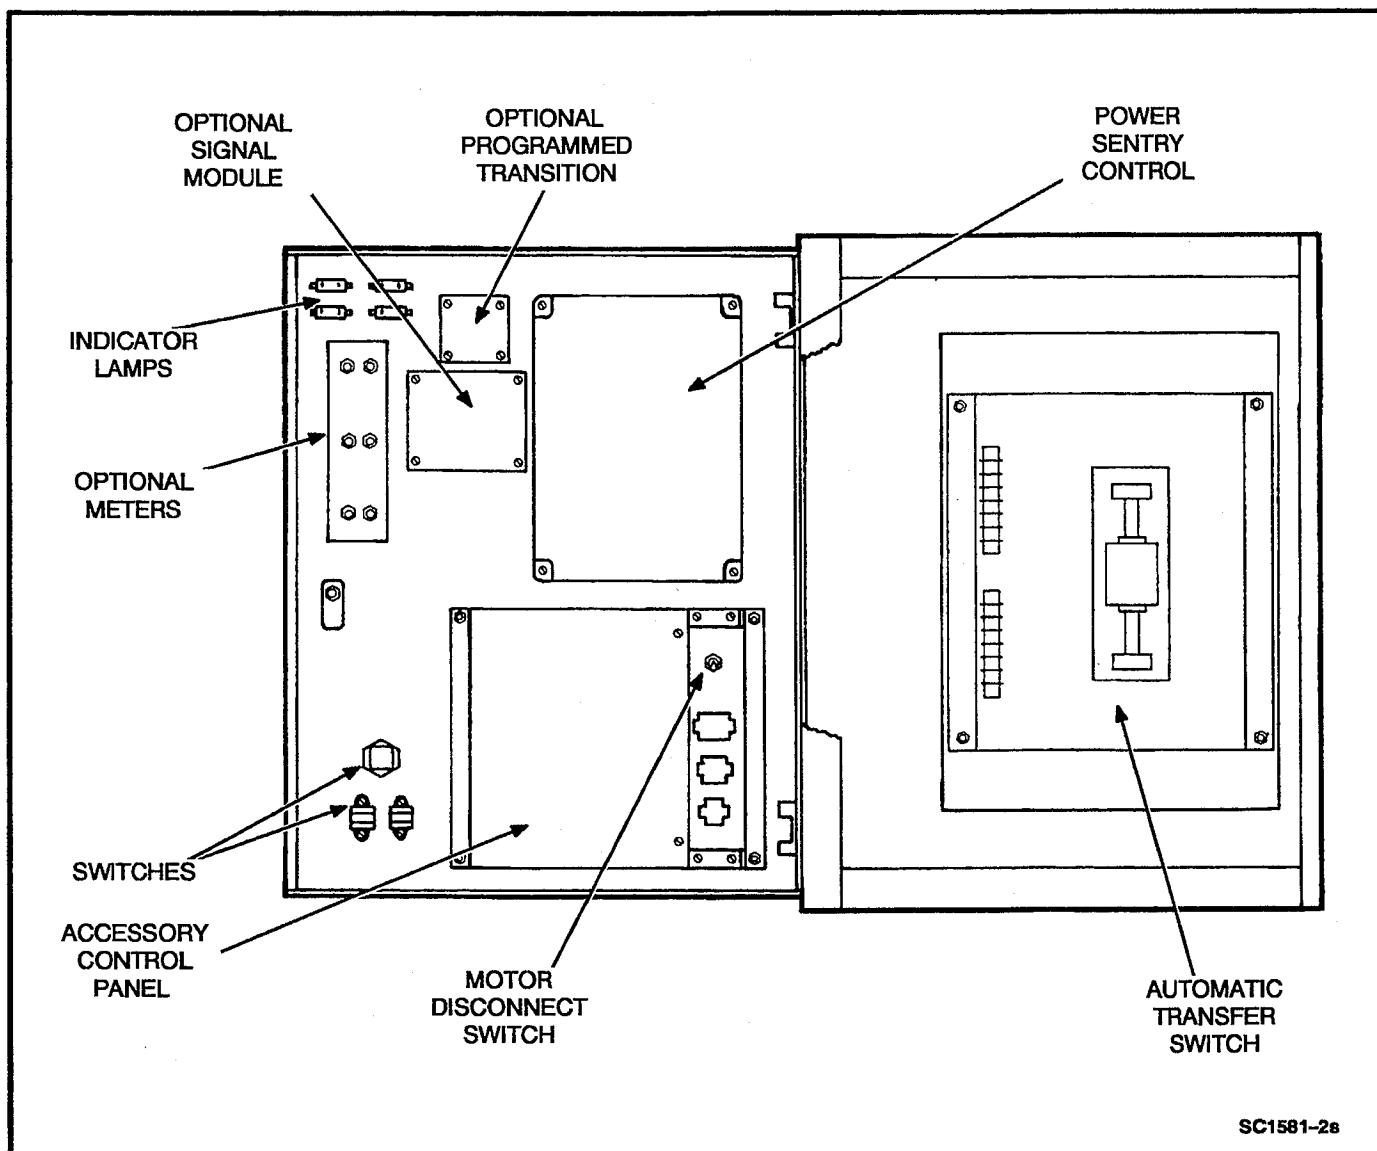 OPTIONAL
SIGNAL
MODULE
OPTIONAL
PROGRAMMED
TRANSITION
POWER
SENTRY
CONTROL
INDICATOR
LAMPS
OPTIONAL
METERS
SWITCHES
ACCESSORY
CONTROL
PANEL
MOTOR
DISCONNECT
SWITCH
AUTOMATIC
TRANSFER
SWITCH
SC1581–2s